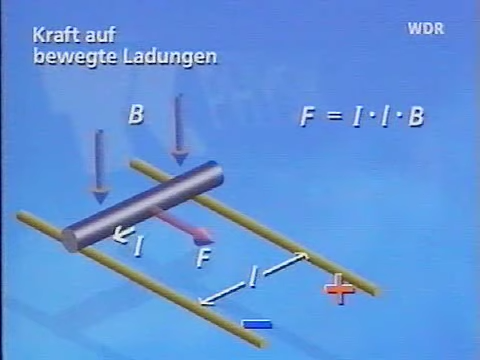 Kraft auf
bewegte Ladungen
WDR
B
F = I · l · B
I
F
l
+
−